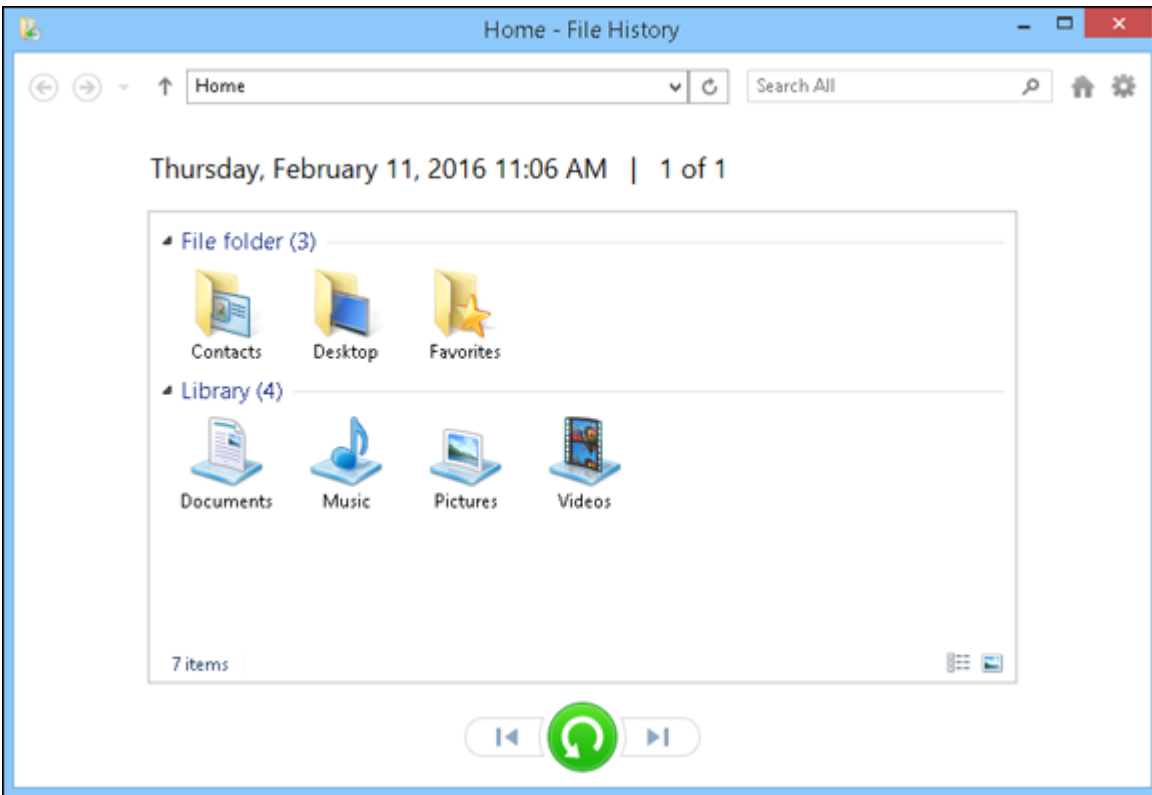 Home - File History
Home
Search All
Thursday, February 11, 2016 11:06 AM | 1 of 1
File folder (3)
Contacts Desktop Favorites
Library (4)
Documents Music Pictures Videos
7 items